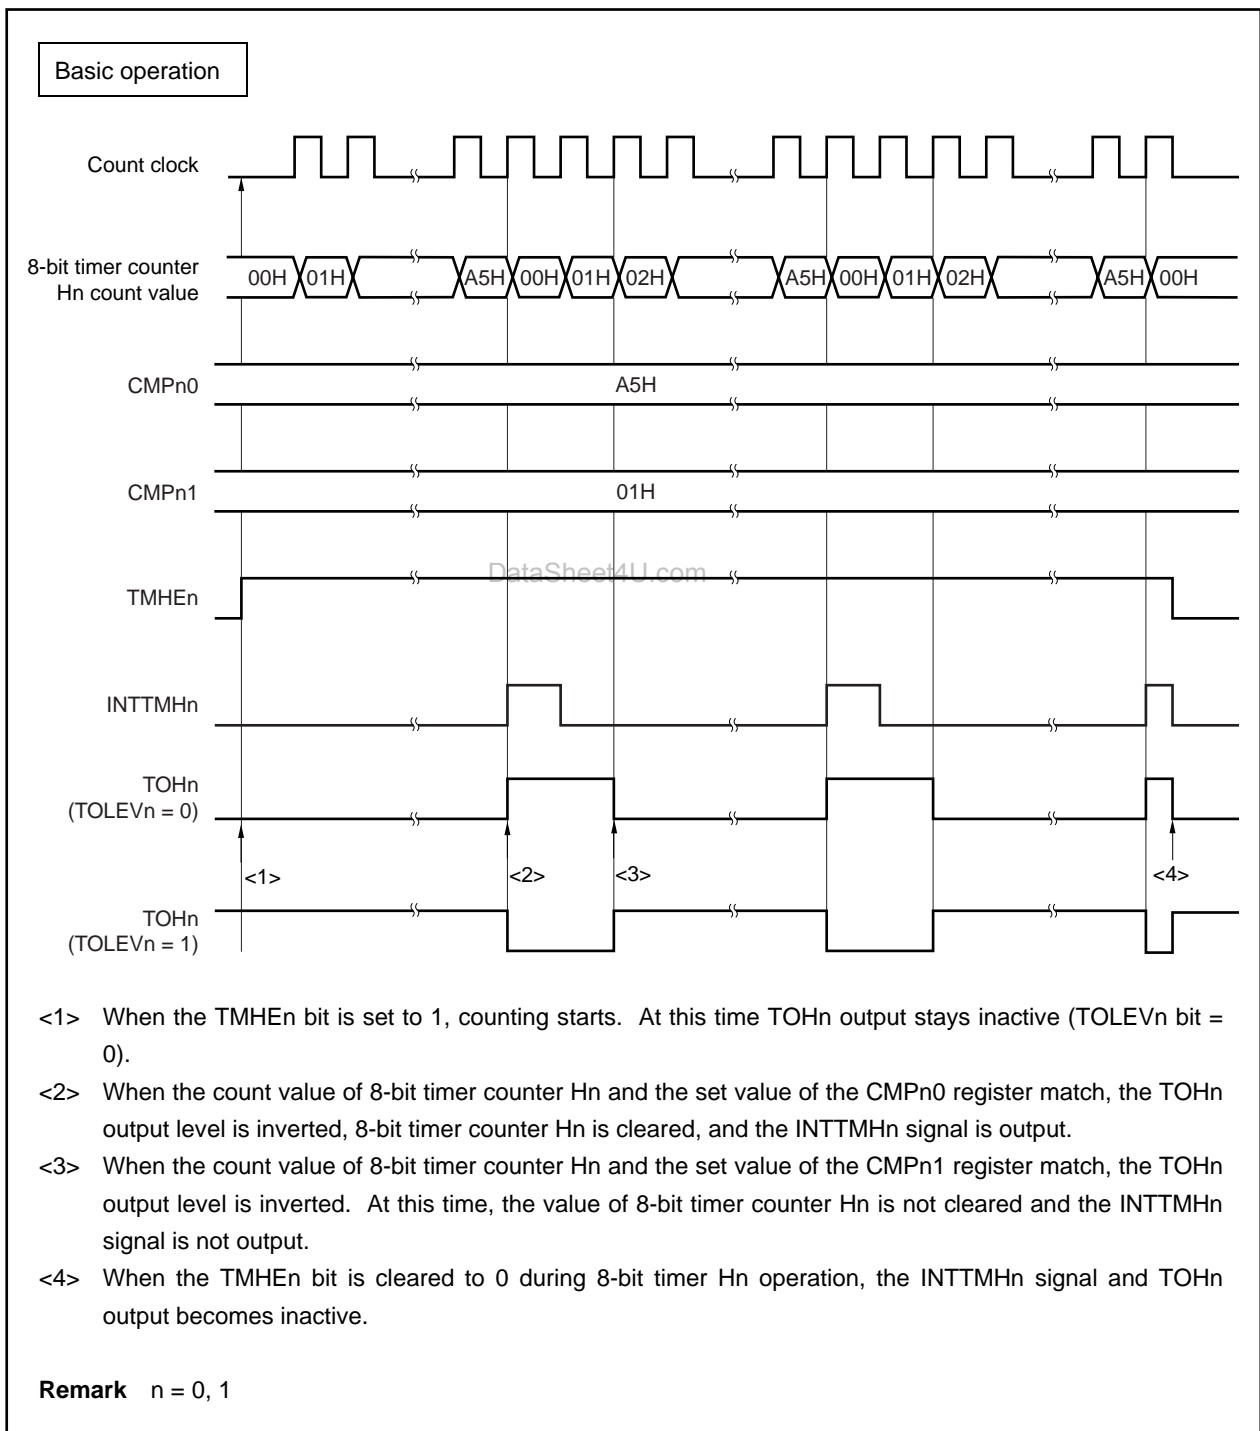 Basic operation
Count clock
8-bit timer counter
Hn count value
00H 01H A5H 00H 01H 02H A5H 00H 01H 02H A5H 00H
CMPn0
A5H
CMPn1
01H
DataSheet4U.com
TMHEn
INTTMHn
TOHn
(TOLEVn = 0)
<1> <2> <3> <4>
TOHn
(TOLEVn = 1)
<1> When the TMHEn bit is set to 1, counting starts. At this time TOHn output stays inactive (TOLEVn bit =
0).
<2> When the count value of 8-bit timer counter Hn and the set value of the CMPn0 register match, the TOHn
output level is inverted, 8-bit timer counter Hn is cleared, and the INTTMHn signal is output.
<3> When the count value of 8-bit timer counter Hn and the set value of the CMPn1 register match, the TOHn
output level is inverted. At this time, the value of 8-bit timer counter Hn is not cleared and the INTTMHn
signal is not output.
<4> When the TMHEn bit is cleared to 0 during 8-bit timer Hn operation, the INTTMHn signal and TOHn
output becomes inactive.
Remark n = 0, 1